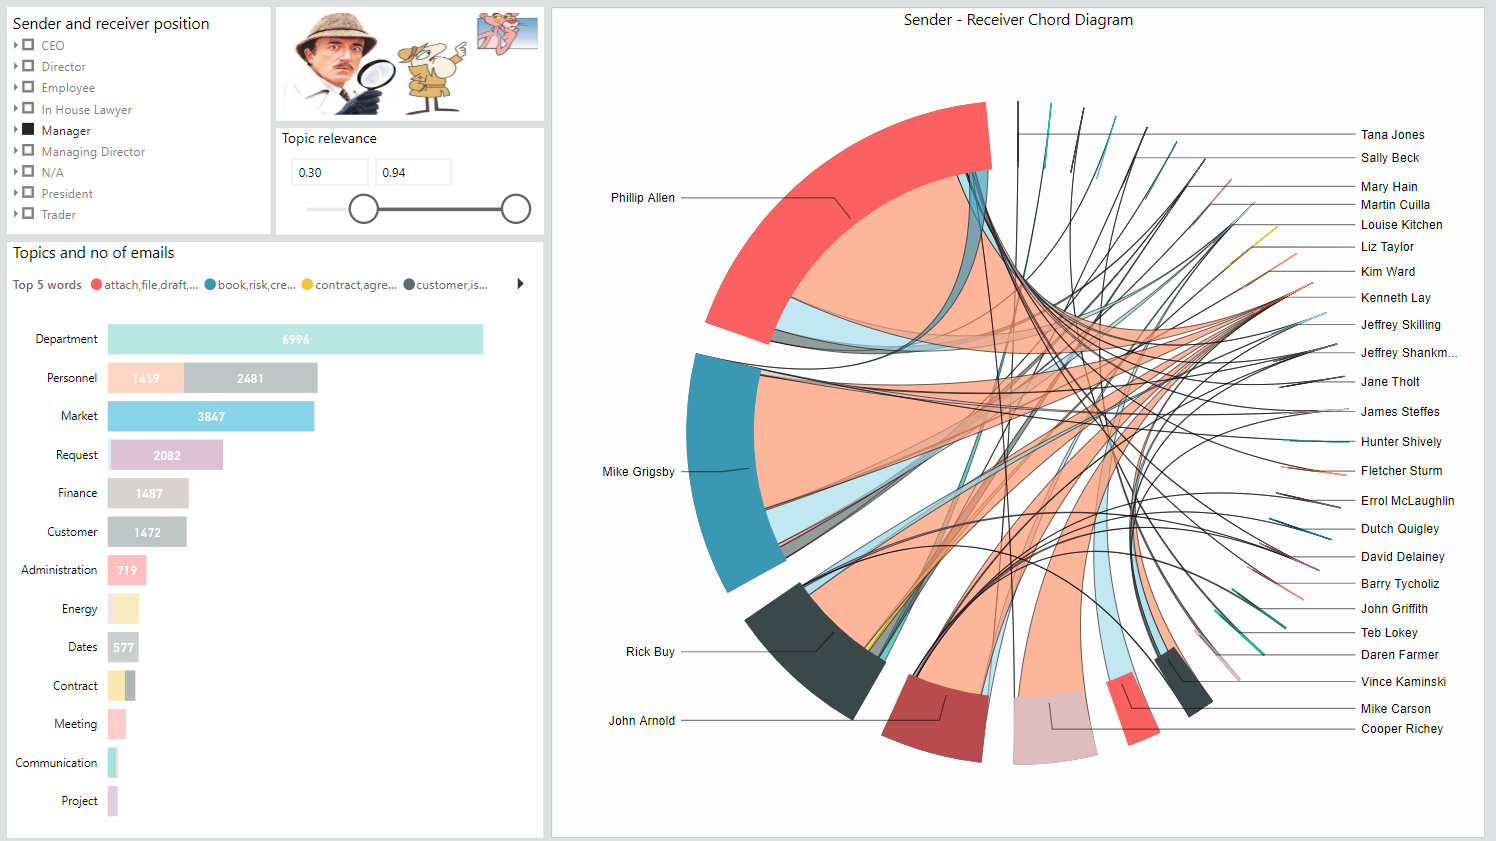 Sender and receiver position
CEO
Director
Employee
In House Lawyer
Manager
Managing Director
N/A
President
Trader
Topic relevance
0.30 0.94
Topics and no of emails
Top 5 words attach,file,draft,... book,risk,cre... contract,agre... customer,is...
Department 6996
Personnel 1419 2481
Market 3847
Request 2082
Finance 1487
Customer 1472
Administration 719
Energy
Dates 577
Contract
Meeting
Communication
Project
Sender - Receiver Chord Diagram
Phillip Allen
Mike Grigsby
Rick Buy
John Arnold
Tana Jones
Sally Beck
Mary Hain
Martin Cuilla
Louise Kitchen
Liz Taylor
Kim Ward
Kenneth Lay
Jeffrey Skilling
Jeffrey Shankm...
Jane Tholt
James Steffes
Hunter Shively
Fletcher Sturm
Errol McLaughlin
Dutch Quigley
David Delainey
Barry Tycholiz
John Griffith
Teb Lokey
Daren Farmer
Vince Kaminski
Mike Carson
Cooper Richey